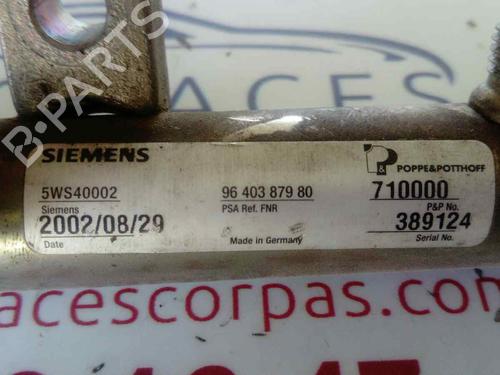 ACES
B-PARTS
SIEMENS
P&P
POPPE&POTTHOFF
5WS40002
96 403 879 80
710000
Siemens
PSA Ref. FNR
P&P No.
2002/08/29
389124
Date
Made in Germany
Serial No.
acescorpas.com